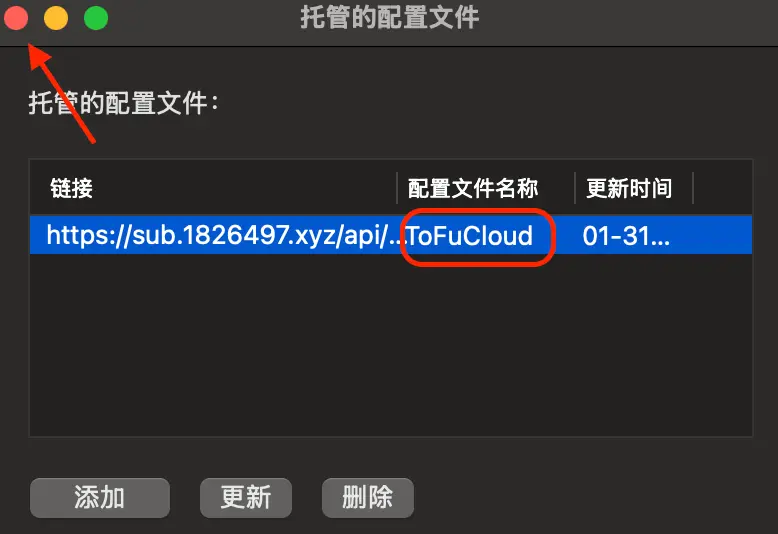 托管的配置文件
托管的配置文件：
链接 配置文件名称 更新时间
https://sub.1826497.xyz/api/... ToFuCloud 01-31...
添加 更新 删除